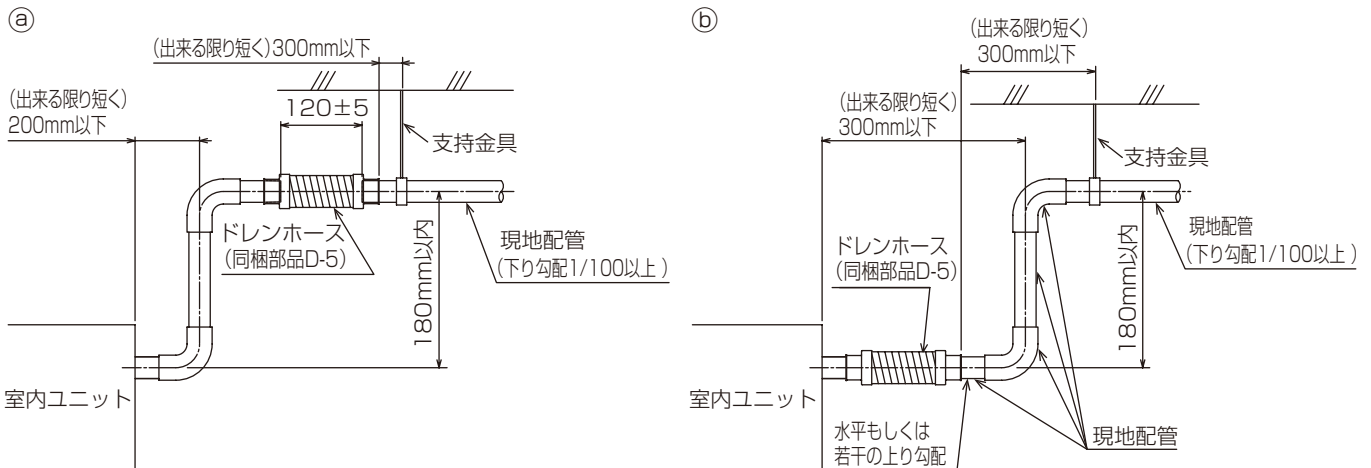 ⓐ
(出来る限り短く)300mm以下
(出来る限り短く)
200mm以下
120±5
支持金具
ドレンホース
(同梱部品D-5)
180mm以内
現地配管
(下り勾配1/100以上)
室内ユニット
ⓑ
(出来る限り短く)
300mm以下
(出来る限り短く)
300mm以下
支持金具
ドレンホース
(同梱部品D-5)
180mm以内
現地配管
(下り勾配1/100以上)
室内ユニット
水平もしくは
若干の上り勾配
現地配管